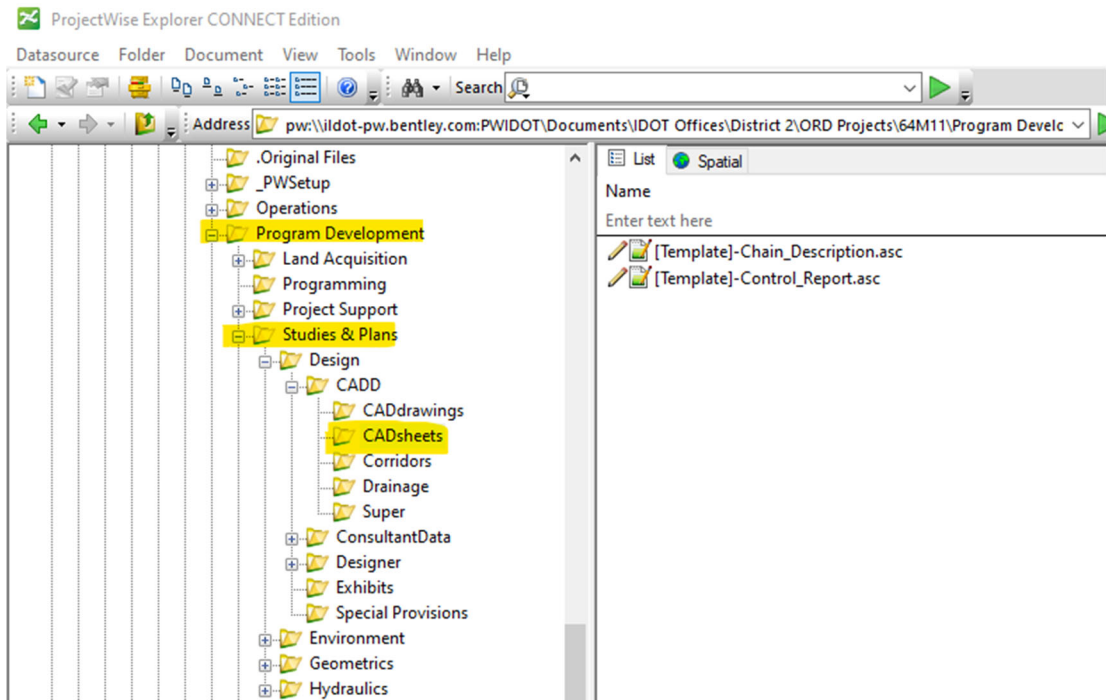 ProjectWise Explorer CONNECT Edition
Datasource Folder Document View Tools Window Help
Search
Address pw:\\ildot-pw.bentley.com:PWIDOT\Documents\IDOT Offices\District 2\ORD Projects\64M11\Program Develc
.Original Files
_PWSetup
Operations
Program Development
Land Acquisition
Programming
Project Support
Studies & Plans
Design
CADD
CADdrawings
CADsheets
Corridors
Drainage
Super
ConsultantData
Designer
Exhibits
Special Provisions
Environment
Geometrics
Hydraulics
List Spatial
Name
Enter text here
[Template]-Chain_Description.asc
[Template]-Control_Report.asc